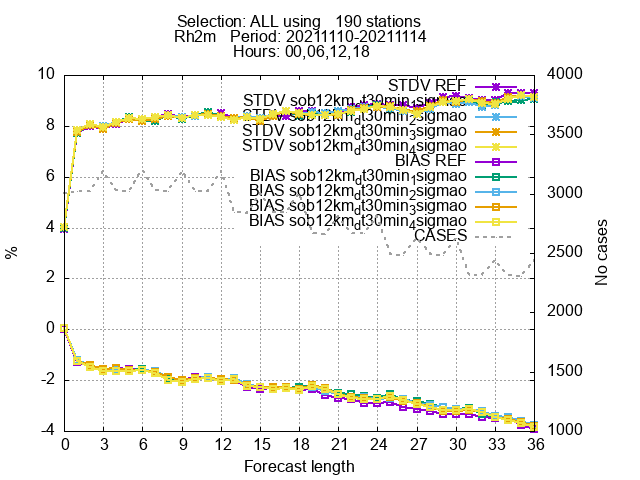 Selection: ALL using   190 stations
Rh2m   Period: 20211110-20211114
Hours: 00,06,12,18
10
8
6
4
2
0
-2
-4
%
4000
3500
3000
2500
2000
1500
1000
No cases
STDV REF
STDV sob12km_dt30min_1sigmao
STDV sob12km_dt30min_2sigmao
STDV sob12km_dt30min_3sigmao
STDV sob12km_dt30min_4sigmao
BIAS REF
BIAS sob12km_dt30min_1sigmao
BIAS sob12km_dt30min_2sigmao
BIAS sob12km_dt30min_3sigmao
BIAS sob12km_dt30min_4sigmao
CASES
0 3 6 9 12 15 18 21 24 27 30 33 36
Forecast length